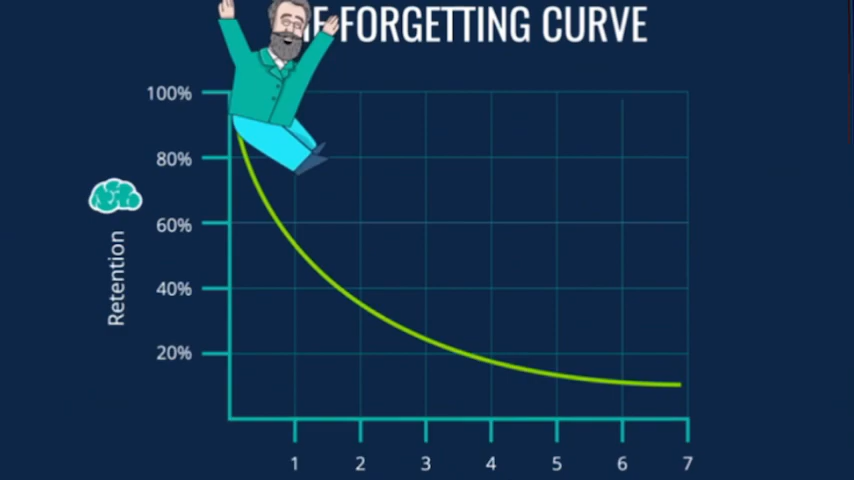 FORGETTING CURVE
100%
80%
60%
40%
20%
Retention
1 2 3 4 5 6 7